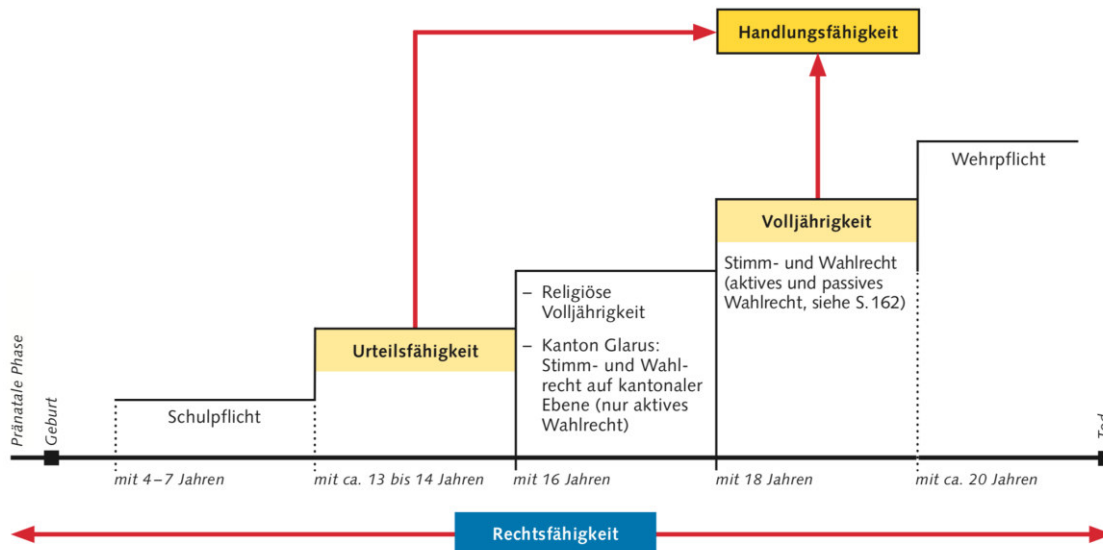 Handlungsfähigkeit
Wehrpflicht
Volljährigkeit
Stimm- und Wahlrecht
(aktives und passives
Wahlrecht, siehe S. 162)
– Religiöse
Volljährigkeit
– Kanton Glarus:
Stimm- und Wahl-
recht auf kantonaler
Ebene (nur aktives
Wahlrecht)
Urteilsfähigkeit
Schulpflicht
Pränatale Phase
Geburt
Tod
mit 4–7 Jahren
mit ca. 13 bis 14 Jahren
mit 16 Jahren
mit 18 Jahren
mit ca. 20 Jahren
Rechtsfähigkeit